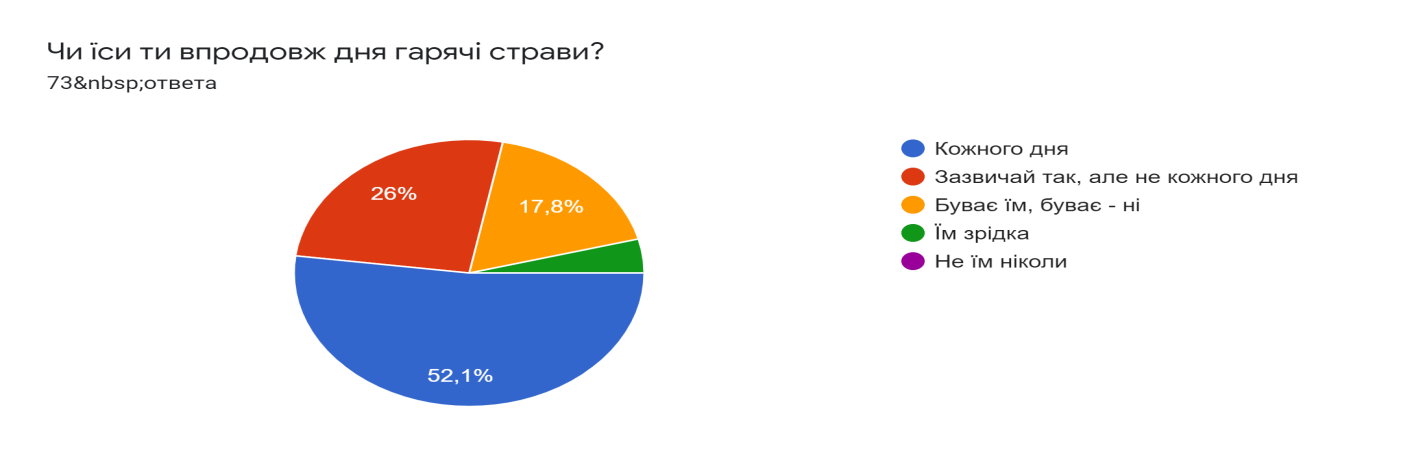 Чи їси ти впродовж дня гарячі страви?
73&nbsp;ответа
Кожного дня
Зазвичай так, але не кожного дня
Буває їм, буває - ні
Їм зрідка
Не їм ніколи
26%
17,8%
52,1%